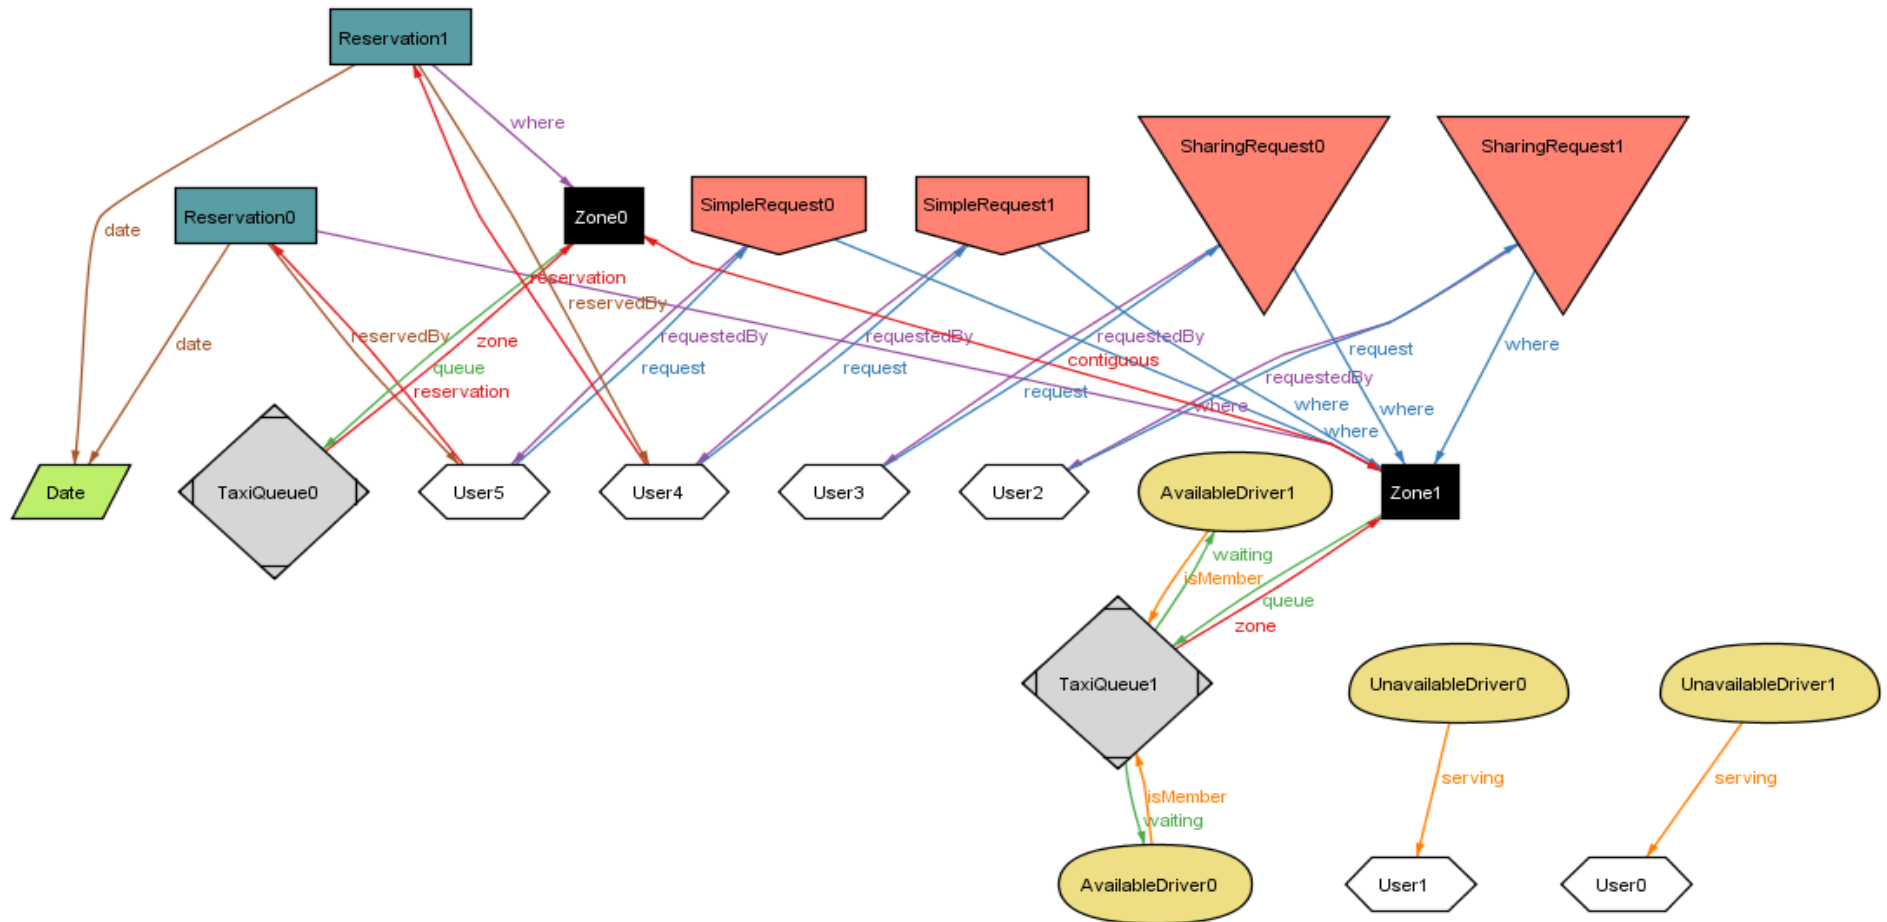 Reservation1
where
SharingRequest0
SharingRequest1
SimpleRequest0
SimpleRequest1
Reservation0
Zone0
date
reservation
reservedBy
date
reservedBy
zone
requestedBy
requestedBy
requestedBy
where
request
contiguous
queue
request
request
requestedBy
reservation
request
where
where
where
where
Date
TaxiQueue0
User5
User4
User3
User2
AvailableDriver1
Zone1
waiting
isMember
queue
zone
TaxiQueue1
UnavailableDriver0
UnavailableDriver1
serving
serving
isMember
waiting
AvailableDriver0
User1
User0